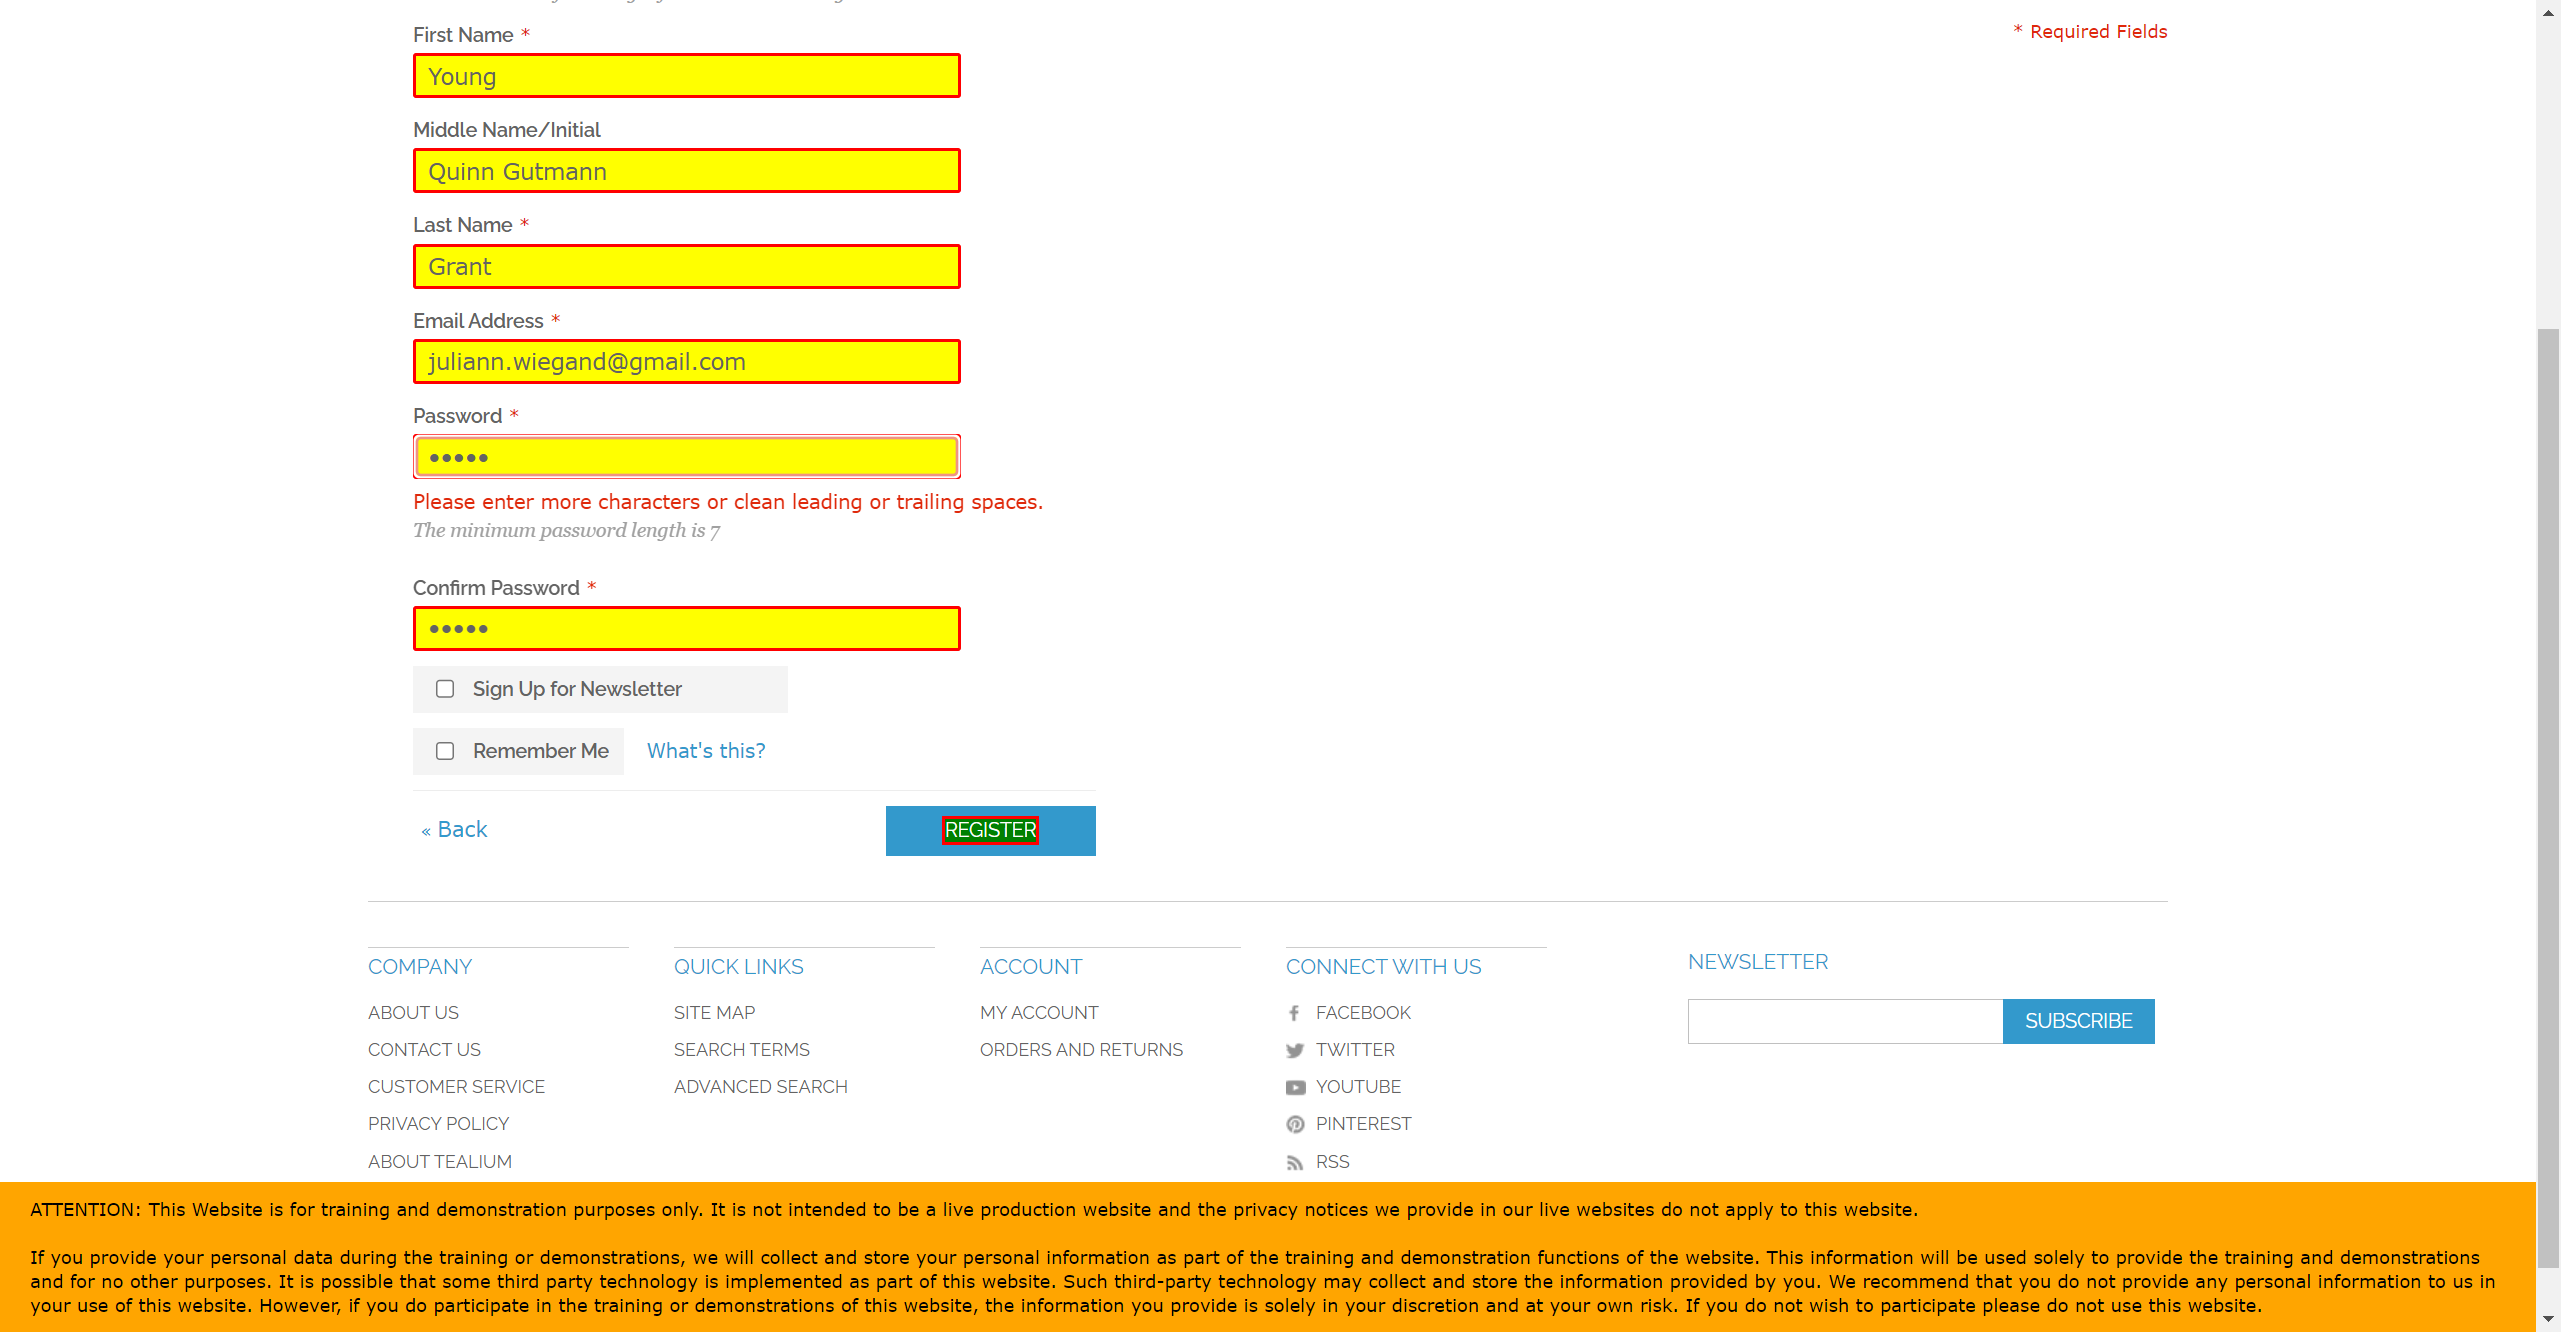 First Name *
* Required Fields
Young
Middle Name/Initial
Quinn Gutmann
Last Name *
Grant
Email Address *
juliann.wiegand@gmail.com
Password *
•••••
Please enter more characters or clean leading or trailing spaces.
The minimum password length is 7
Confirm Password *
•••••
Sign Up for Newsletter
Remember Me What's this?
« Back
REGISTER
COMPANY
ABOUT US
CONTACT US
CUSTOMER SERVICE
PRIVACY POLICY
ABOUT TEALIUM
QUICK LINKS
SITE MAP
SEARCH TERMS
ADVANCED SEARCH
ACCOUNT
MY ACCOUNT
ORDERS AND RETURNS
CONNECT WITH US
FACEBOOK
TWITTER
YOUTUBE
PINTEREST
RSS
NEWSLETTER
SUBSCRIBE
ATTENTION: This Website is for training and demonstration purposes only. It is not intended to be a live production website and the privacy notices we provide in our live websites do not apply to this website.
If you provide your personal data during the training or demonstrations, we will collect and store your personal information as part of the training and demonstration functions of the website. This information will be used solely to provide the training and demonstrations
and for no other purposes. It is possible that some third party technology is implemented as part of this website. Such third-party technology may collect and store the information provided by you. We recommend that you do not provide any personal information to us in
your use of this website. However, if you do participate in the training or demonstrations of this website, the information you provide is solely in your discretion and at your own risk. If you do not wish to participate please do not use this website.